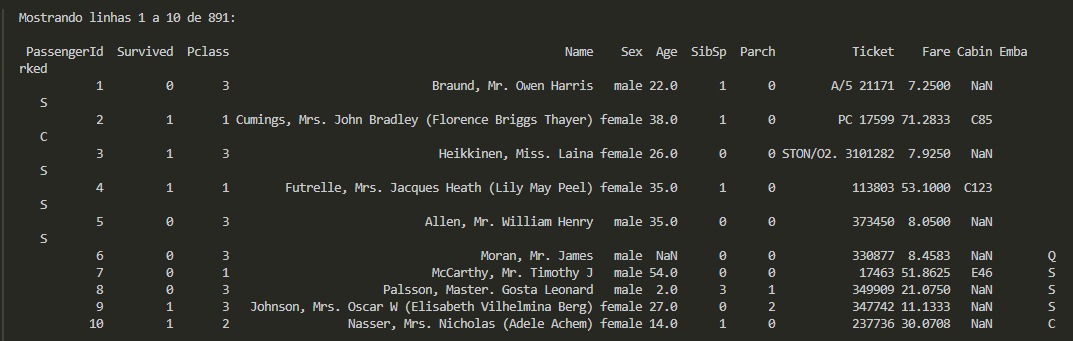 Mostrando linhas 1 a 10 de 891:
PassengerId Survived Pclass Name Sex Age SibSp Parch Ticket Fare Cabin Emba
rked
1 0 3 Braund, Mr. Owen Harris male 22.0 1 0 A/5 21171 7.2500 NaN
S
2 1 1 Cumings, Mrs. John Bradley (Florence Briggs Thayer) female 38.0 1 0 PC 17599 71.2833 C85
C
3 1 3 Heikkinen, Miss. Laina female 26.0 0 0 STON/O2. 3101282 7.9250 NaN
S
4 1 1 Futrelle, Mrs. Jacques Heath (Lily May Peel) female 35.0 1 0 113803 53.1000 C123
S
5 0 3 Allen, Mr. William Henry male 35.0 0 0 373450 8.0500 NaN
S
6 0 3 Moran, Mr. James male NaN 0 0 330877 8.4583 NaN Q
7 0 1 McCarthy, Mr. Timothy J male 54.0 0 0 17463 51.8625 E46 S
8 0 3 Palsson, Master. Gosta Leonard male 2.0 3 1 349909 21.0750 NaN S
9 1 3 Johnson, Mrs. Oscar W (Elisabeth Vilhelmina Berg) female 27.0 0 2 347742 11.1333 NaN S
10 1 2 Nasser, Mrs. Nicholas (Adele Achem) female 14.0 1 0 237736 30.0708 NaN C